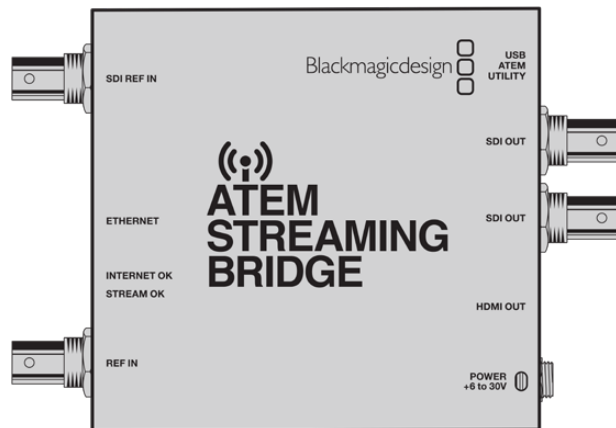 SDI REF IN
Blackmagicdesign
USB
ATEM
UTILITY
SDI OUT
ATEM
STREAMING
BRIDGE
ETHERNET
SDI OUT
INTERNET OK
STREAM OK
HDMI OUT
REF IN
POWER
+6 to 30V